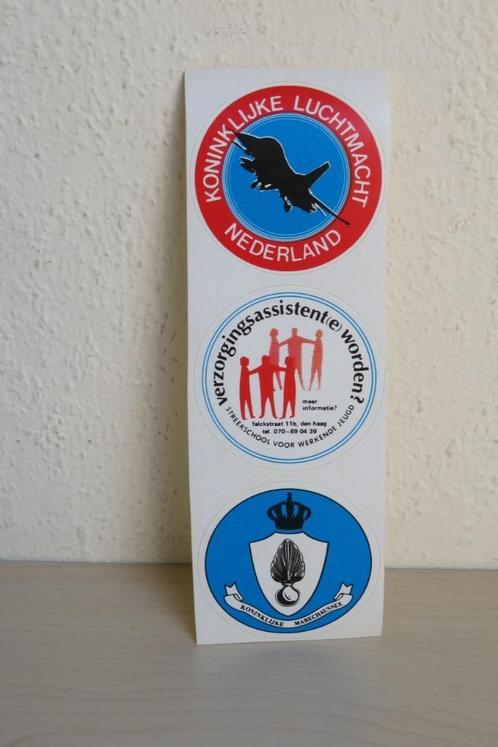 KONINKLIJKE LUCHTMACHT
NEDERLAND
verzorgingsassistent(e) worden?
meer
informatie?
falckstraat 11b, den haag
tel. 070-89 04 39
STREEKSCHOOL VOOR WERKENDE JEUGD
KONINKLIJKE MARECHAUSSEE